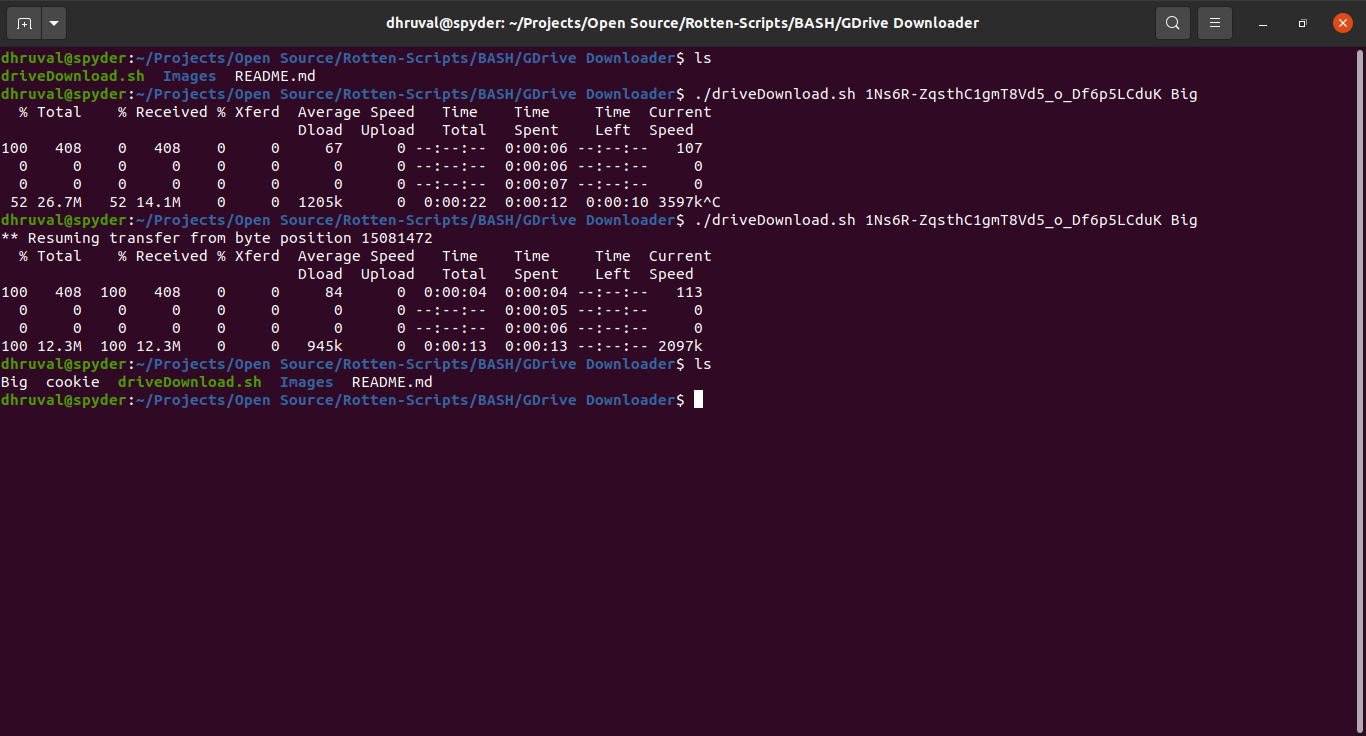 dhruval@spyder: ~/Projects/Open Source/Rotten-Scripts/BASH/GDrive Downloader
dhruval@spyder:~/Projects/Open Source/Rotten-Scripts/BASH/GDrive Downloader$ ls
driveDownload.sh  Images  README.md
dhruval@spyder:~/Projects/Open Source/Rotten-Scripts/BASH/GDrive Downloader$ ./driveDownload.sh 1Ns6R-ZqsthC1gmT8Vd5_o_Df6p5LCduK Big
  % Total    % Received % Xferd  Average Speed   Time    Time     Time  Current
                                 Dload  Upload   Total   Spent    Left  Speed
100   408    0   408    0     0     67      0 --:--:--  0:00:06 --:--:--   107
  0     0    0     0    0     0      0      0 --:--:--  0:00:06 --:--:--     0
  0     0    0     0    0     0      0      0 --:--:--  0:00:07 --:--:--     0
 52 26.7M   52 14.1M    0     0  1205k      0  0:00:22  0:00:12  0:00:10 3597k^C
dhruval@spyder:~/Projects/Open Source/Rotten-Scripts/BASH/GDrive Downloader$ ./driveDownload.sh 1Ns6R-ZqsthC1gmT8Vd5_o_Df6p5LCduK Big
** Resuming transfer from byte position 15081472
  % Total    % Received % Xferd  Average Speed   Time    Time     Time  Current
                                 Dload  Upload   Total   Spent    Left  Speed
100   408  100   408    0     0     84      0  0:00:04  0:00:04 --:--:--   113
  0     0    0     0    0     0      0      0 --:--:--  0:00:05 --:--:--     0
  0     0    0     0    0     0      0      0 --:--:--  0:00:06 --:--:--     0
100 12.3M  100 12.3M    0     0   945k      0  0:00:13  0:00:13 --:--:-- 2097k
dhruval@spyder:~/Projects/Open Source/Rotten-Scripts/BASH/GDrive Downloader$ ls
Big  cookie  driveDownload.sh  Images  README.md
dhruval@spyder:~/Projects/Open Source/Rotten-Scripts/BASH/GDrive Downloader$